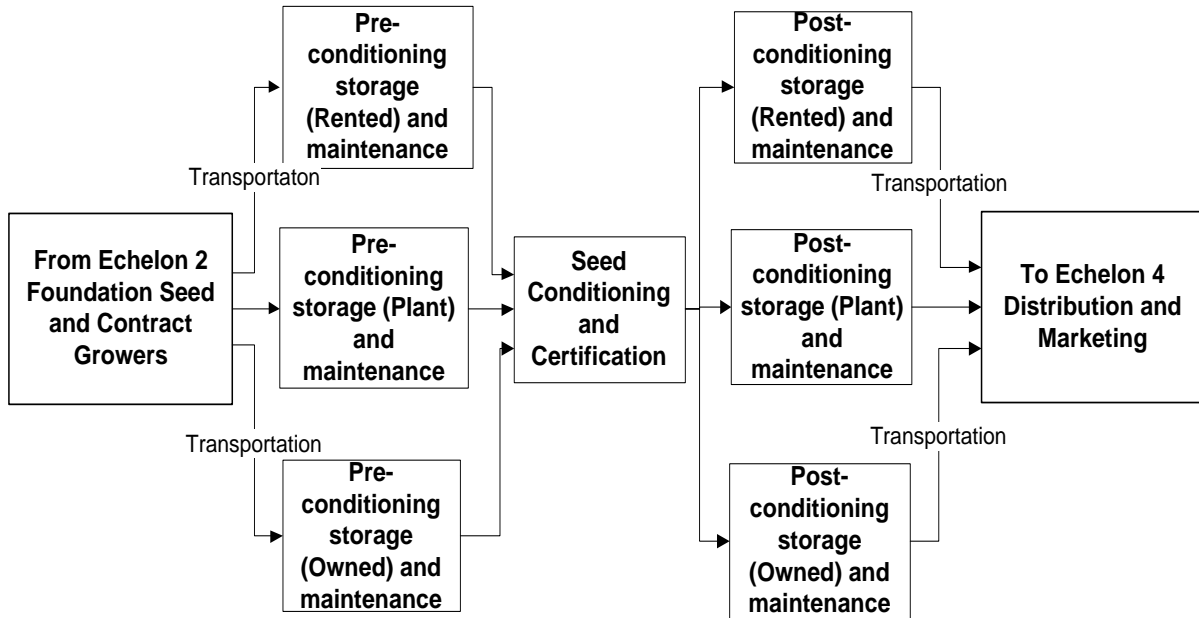 Pre-
conditioning
storage
(Rented) and
maintenance
Post-
conditioning
storage
(Rented) and
maintenance
Transportaton
Transportation
From Echelon 2
Foundation Seed
and Contract
Growers
Pre-
conditioning
storage (Plant)
and
maintenance
Seed
Conditioning
and
Certification
Post-
conditioning
storage (Plant)
and
maintenance
To Echelon 4
Distribution and
Marketing
Transportation
Transportation
Pre-
conditioning
storage
(Owned) and
maintenance
Post-
conditioning
storage
(Owned) and
maintenance